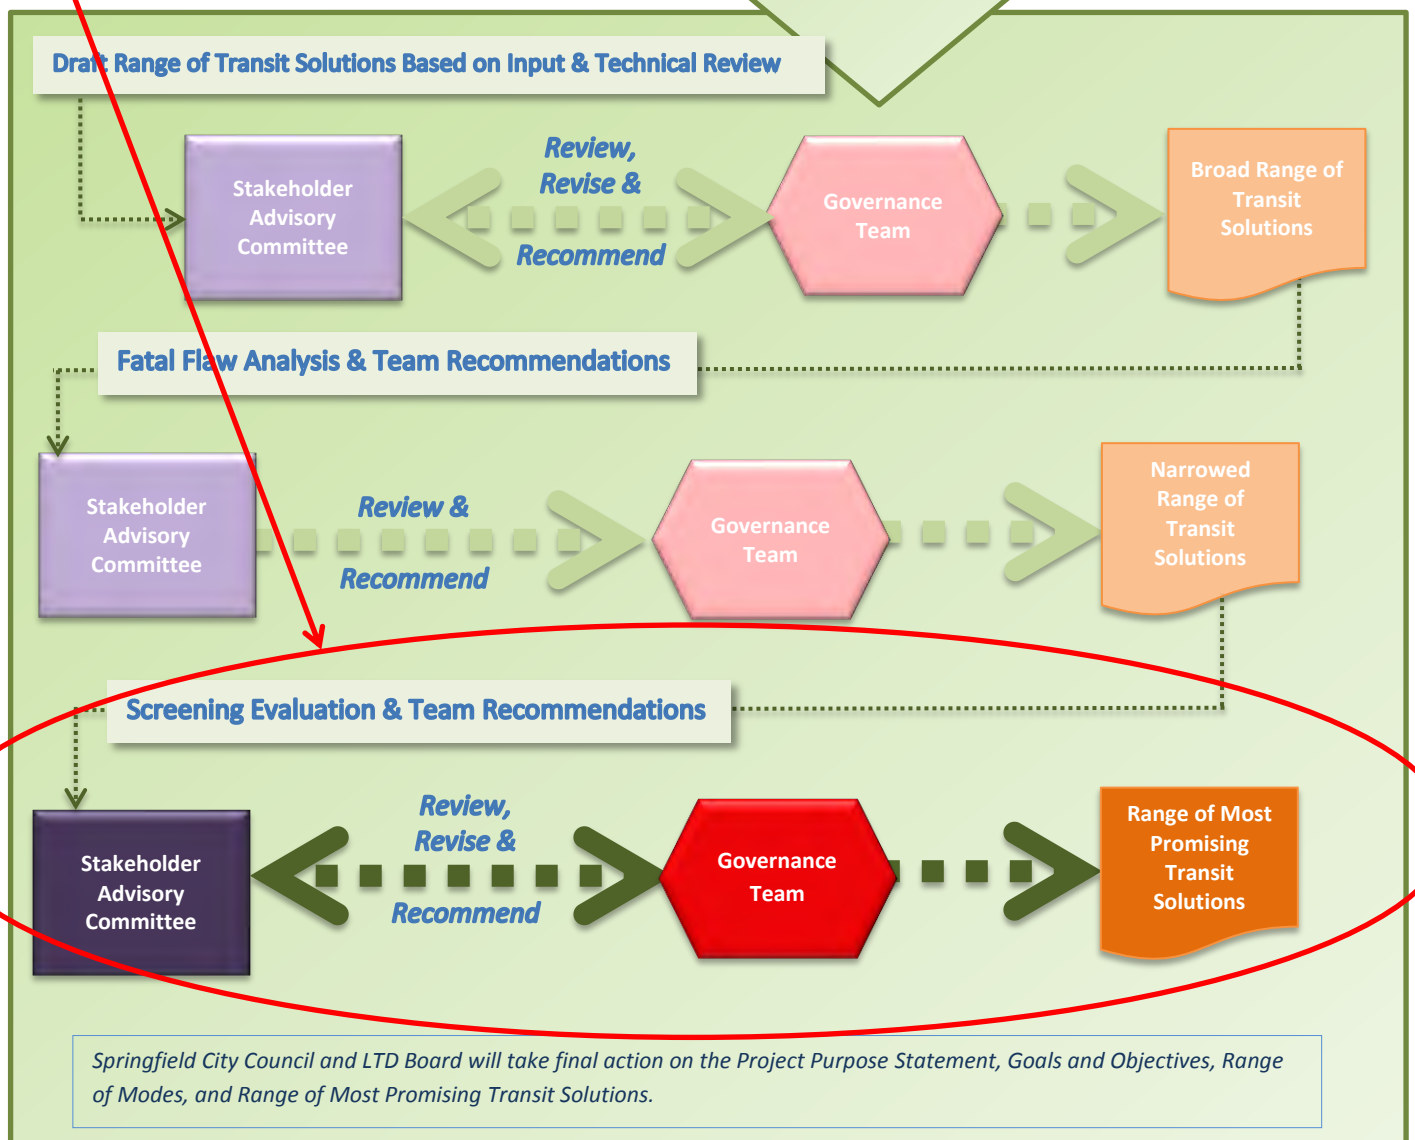 Draft Range of Transit Solutions Based on Input & Technical Review
Stakeholder
Advisory
Committee
Review,
Revise &
Recommend
Governance
Team
Broad Range of
Transit
Solutions
Fatal Flaw Analysis & Team Recommendations
Stakeholder
Advisory
Committee
Review &
Recommend
Governance
Team
Narrowed
Range of
Transit
Solutions
Screening Evaluation & Team Recommendations
Stakeholder
Advisory
Committee
Review,
Revise &
Recommend
Governance
Team
Range of Most
Promising
Transit
Solutions
Springfield City Council and LTD Board will take final action on the Project Purpose Statement, Goals and Objectives, Range
of Modes, and Range of Most Promising Transit Solutions.